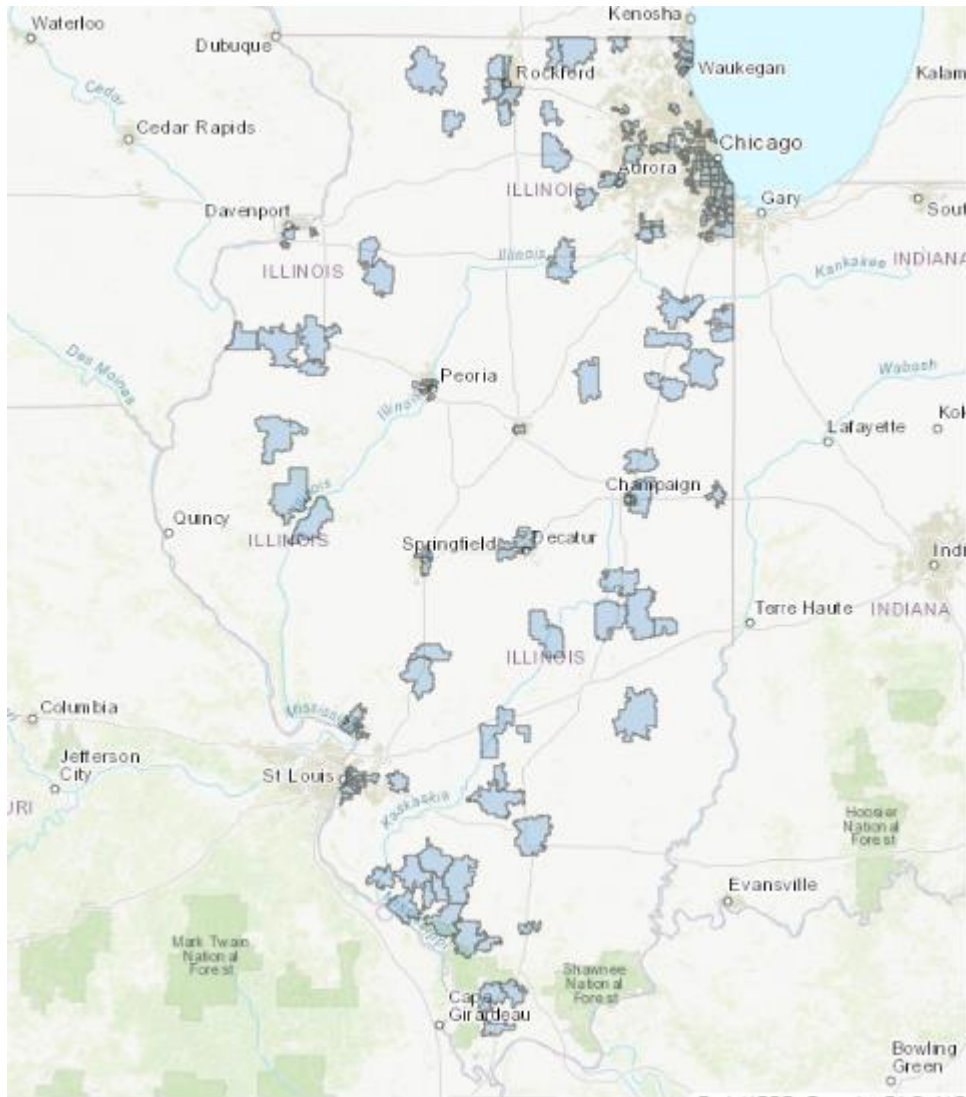 Kenosha
Waterloo
Dubuque
Rockford
Waukegan
Kalam
Cedar
Cedar Rapids
Chicago
Aurora
ILLINOIS
Davenport
Gary
Sout
ILLINOIS
Illinois
Kankakee
INDIANA
Des Moines
Peoria
Illinois
Wabash
Lafayette
Kok
Champaign
Illinois
Quincy
ILLINOIS
Springfield
Decatur
Indi
Terre Haute
INDIANA
ILLINOIS
Columbia
Jefferson
City
St Louis
URI
Kaskaskia
Hoosier
National
Forest
Evansville
Mark Twain
National
Forest
Shawnee
National
Forest
Cape
Girardeau
Bowling
Green